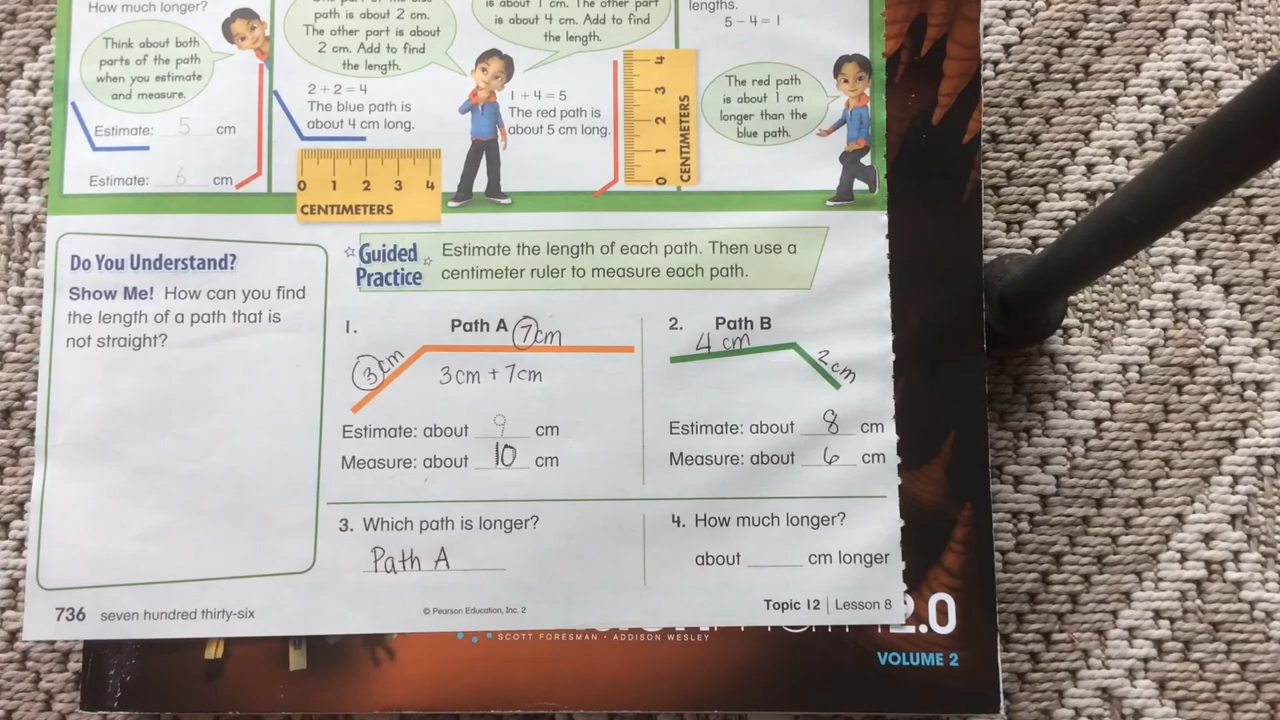 How much longer?
Think about both
parts of the path
when you estimate
and measure.
Estimate: 5 cm
Estimate: 6 cm
path is about 2 cm.
The other part is about
2 cm. Add to find
the length.
2 + 2 = 4
The blue path is
about 4 cm long.
0 1 2 3 4
CENTIMETERS
is about 1 cm. The other part
is about 4 cm. Add to find
the length.
1 + 4 = 5
The red path is
about 5 cm long.
0 1 2 3 4
CENTIMETERS
lengths.
5 – 4 = 1
The red path
is about 1 cm
longer than the
blue path.
Do You Understand?
Show Me! How can you find
the length of a path that is
not straight?
Guided
Practice
Estimate the length of each path. Then use a
centimeter ruler to measure each path.
1. Path A 7cm
3cm
3cm + 7cm
Estimate: about 9 cm
Measure: about 10 cm
2. Path B
4 cm
2cm
Estimate: about 8 cm
Measure: about 6 cm
3. Which path is longer?
Path A
4. How much longer?
about ____ cm longer
736 seven hundred thirty-six
© Pearson Education, Inc. 2
Topic 12 | Lesson 8
2.0
SCOTT FORESMAN • ADDISON WESLEY
VOLUME 2